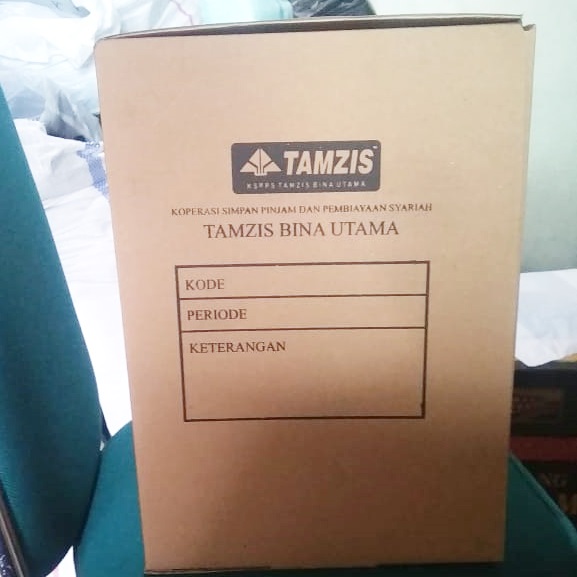 TAMZIS
KSPPS TAMZIS BINA UTAMA
KOPERASI SIMPAN PINJAM DAN PEMBIAYAAN SYARIAH
TAMZIS BINA UTAMA
KODE
PERIODE
KETERANGAN